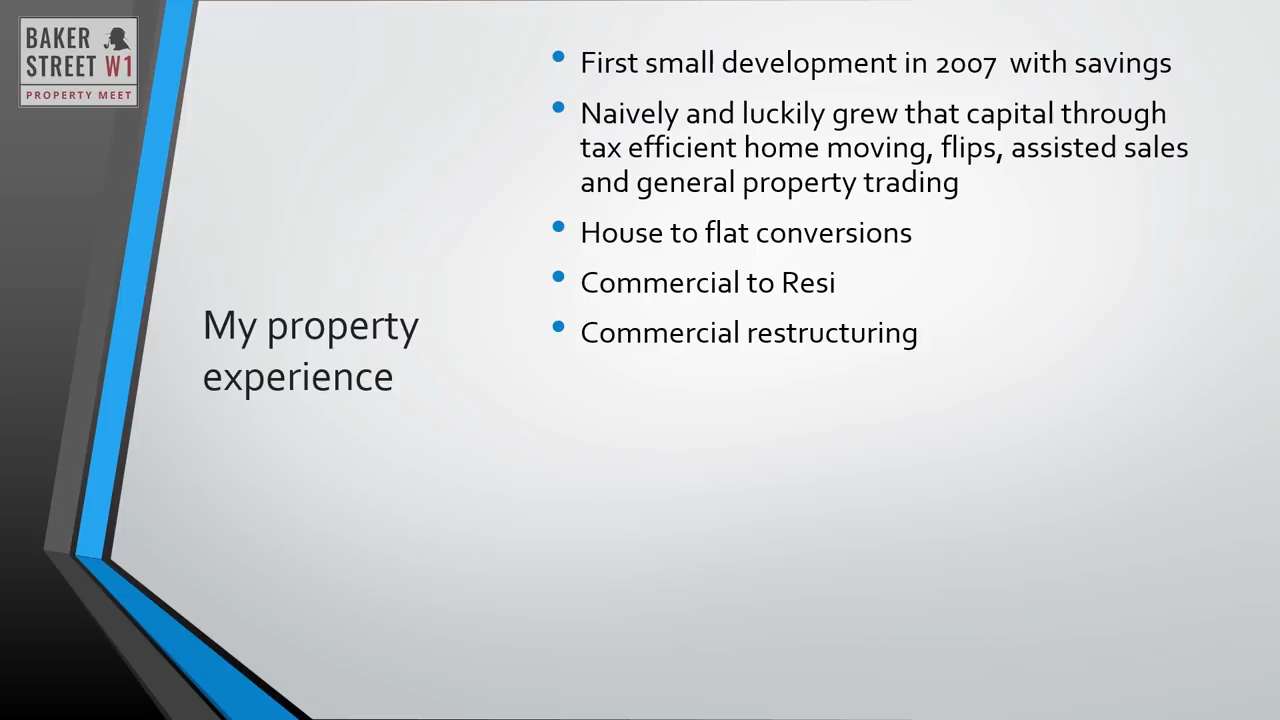 BAKER
STREET W1
PROPERTY MEET
My property
experience
First small development in 2007  with savings
Naively and luckily grew that capital through
tax efficient home moving, flips, assisted sales
and general property trading
House to flat conversions
Commercial to Resi
Commercial restructuring